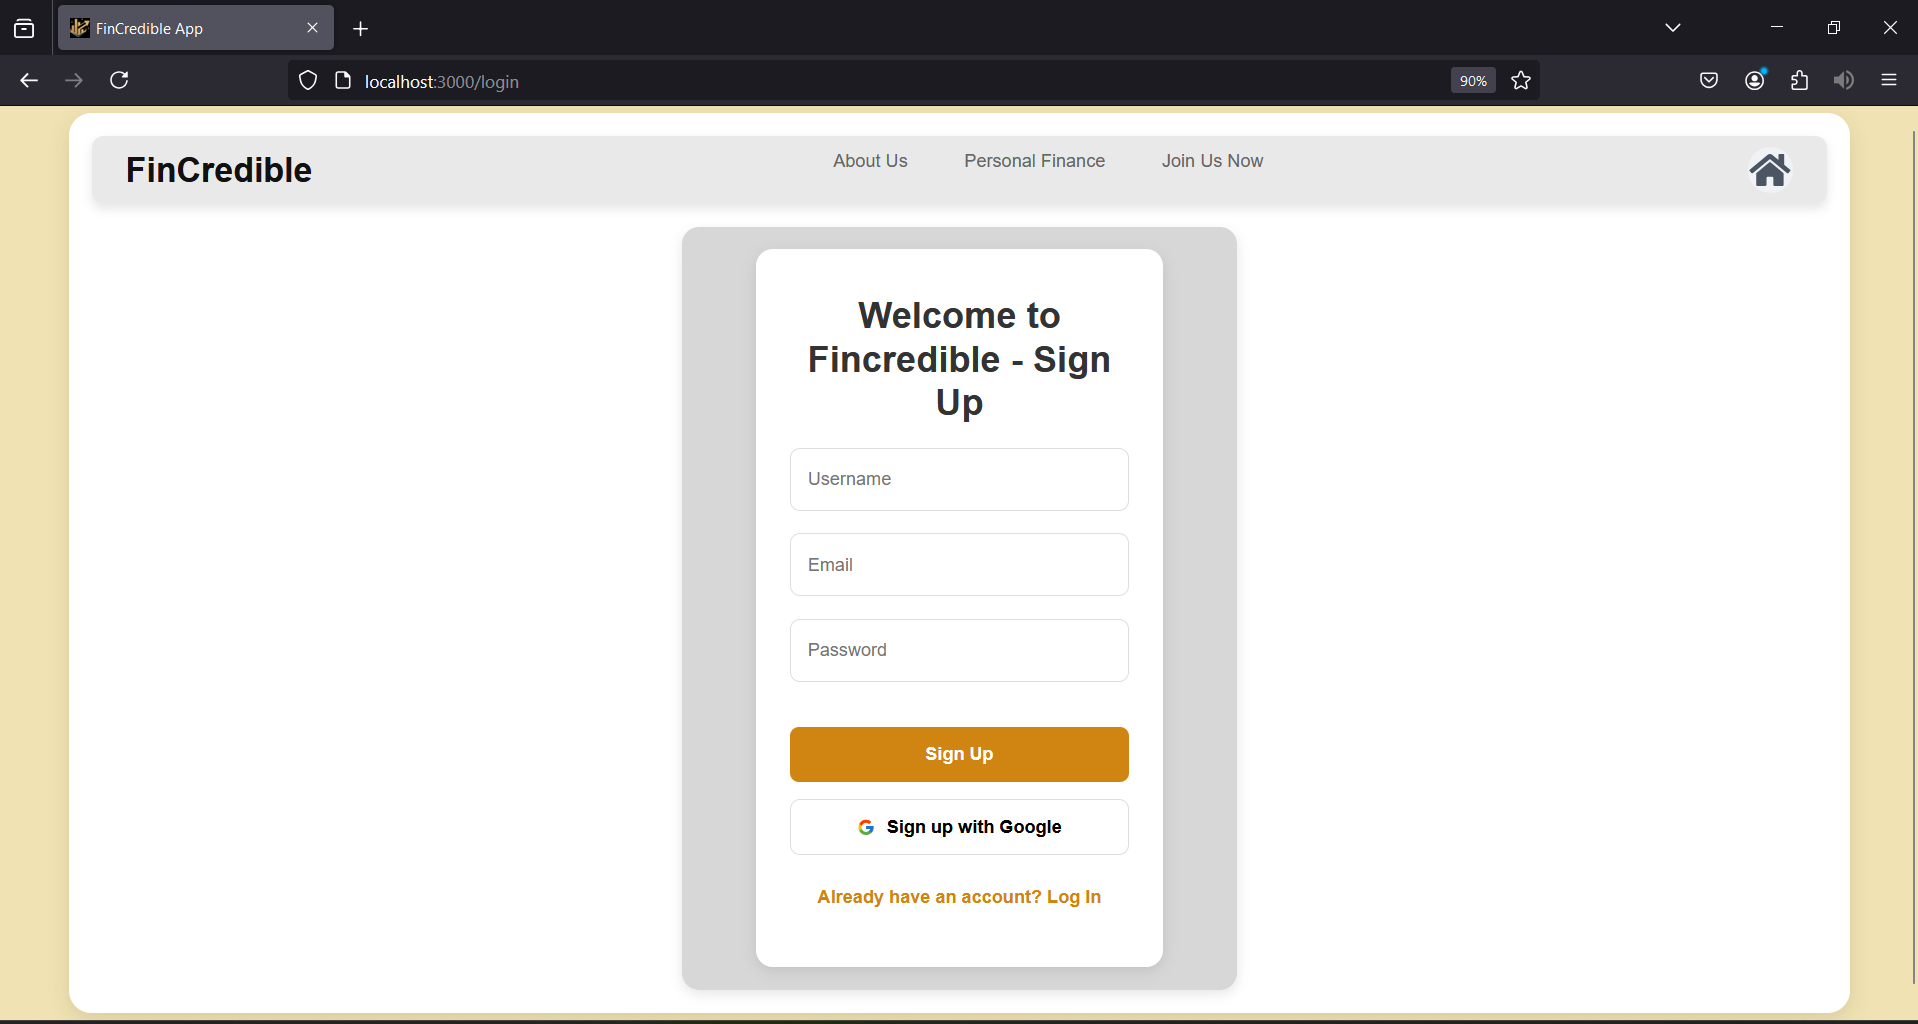 FinCredible App
localhost:3000/login
90%
FinCredible
About Us
Personal Finance
Join Us Now
Welcome to
Fincredible - Sign
Up
Username
Email
Password
Sign Up
Sign up with Google
Already have an account? Log In